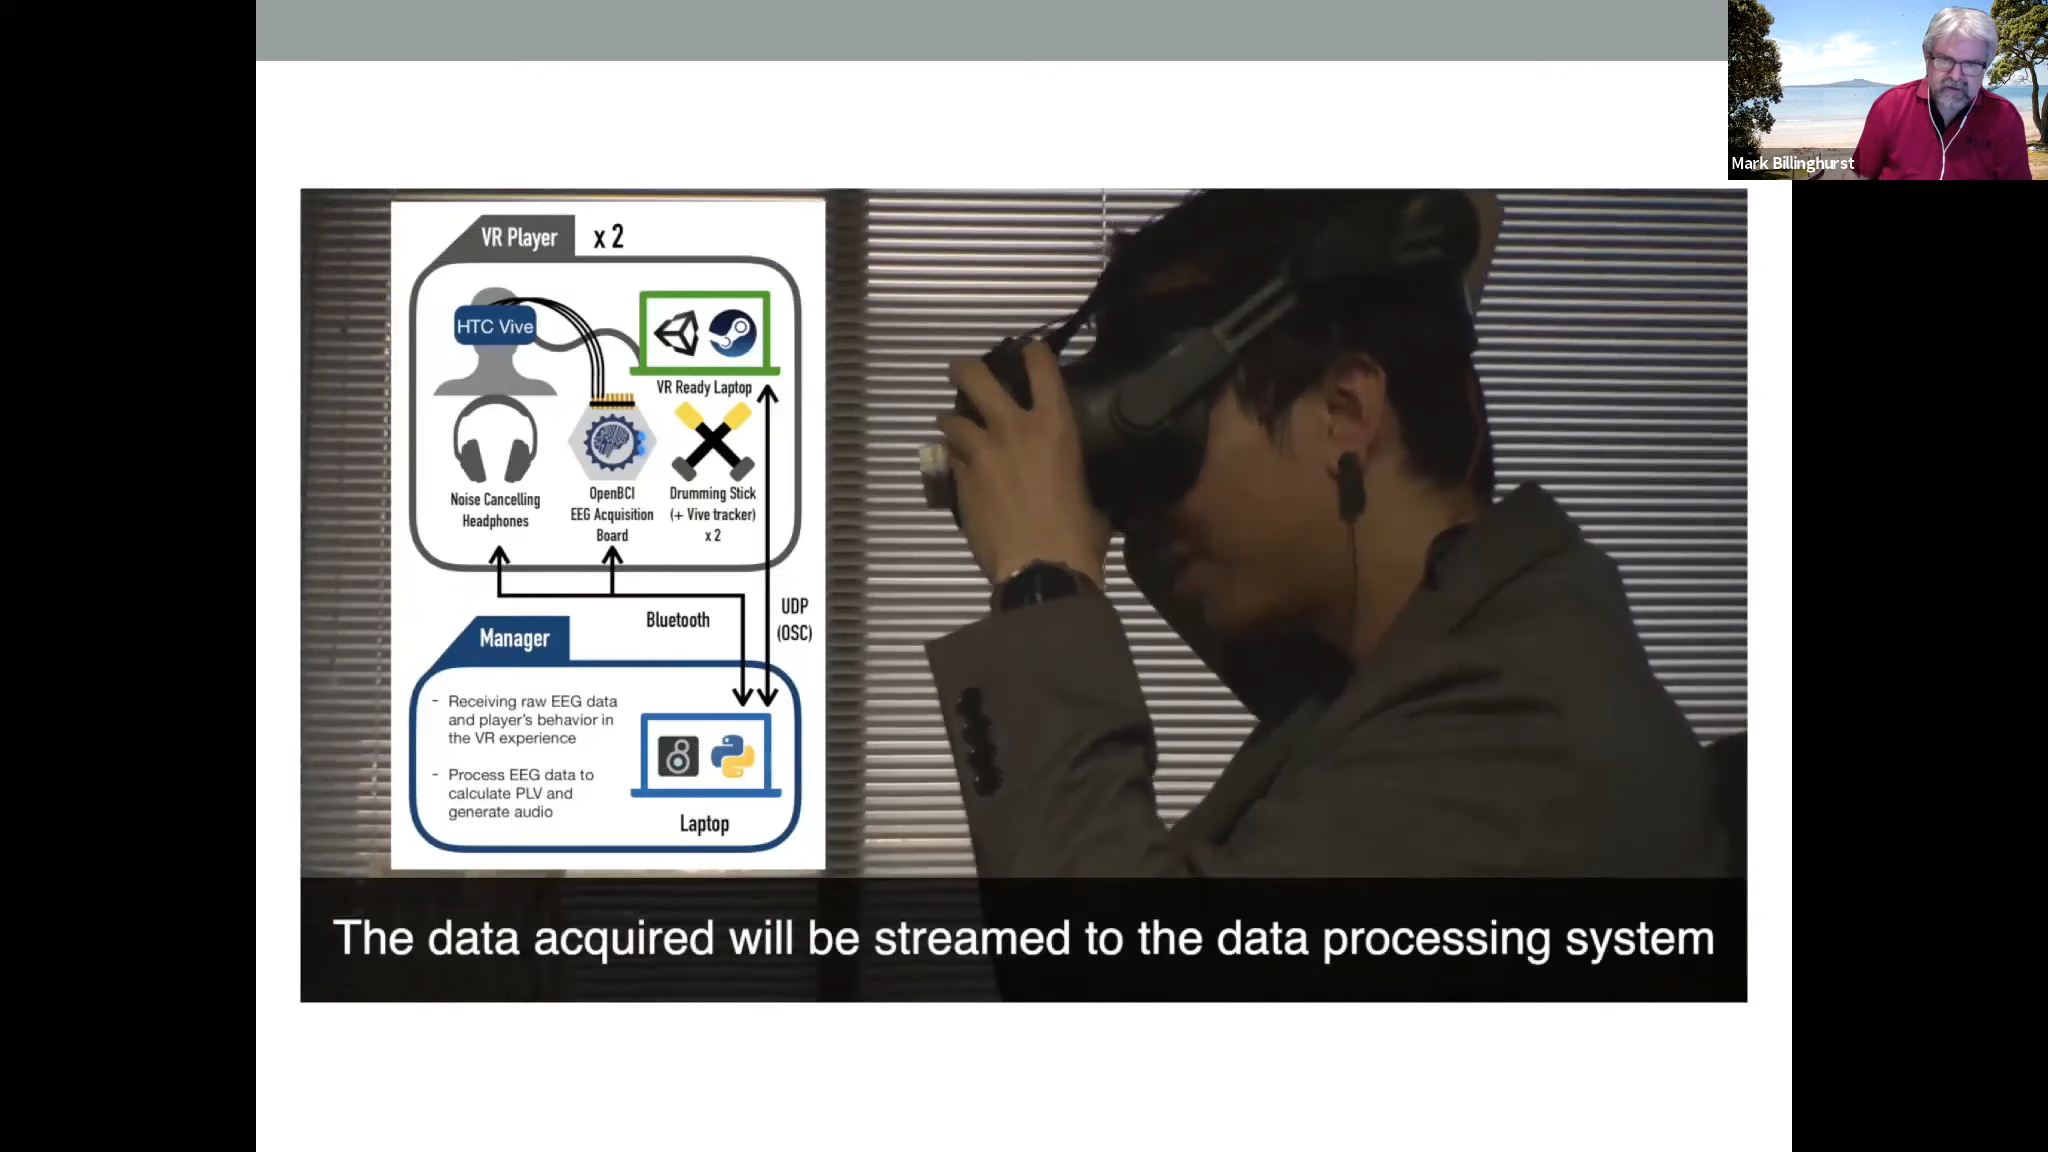 Mark Billinghurst
VR Player
x 2
HTC Vive
VR Ready Laptop
Noise Cancelling
Headphones
OpenBCI
EEG Acquisition
Board
Drumming Stick
(+ Vive tracker)
x 2
Bluetooth
UDP
(OSC)
Manager
- Receiving raw EEG data
and player's behavior in
the VR experience
- Process EEG data to
calculate PLV and
generate audio
8
Laptop
The data acquired will be streamed to the data processing system